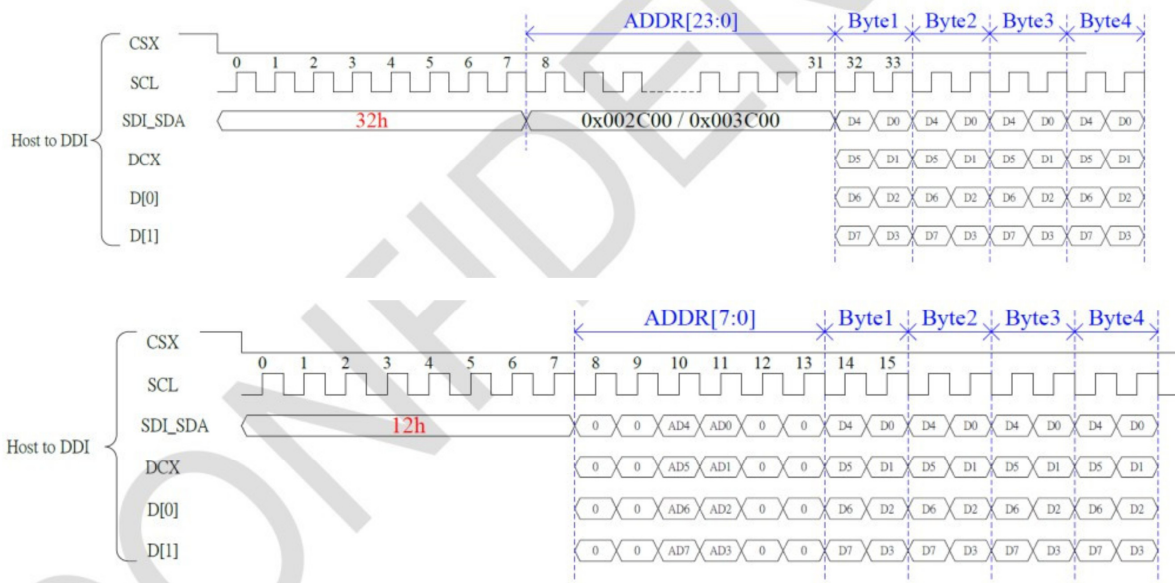 ADDR[23:0] Byte1 Byte2 Byte3 Byte4
CSX
0 1 2 3 4 5 6 7 8 31 32 33
SCL
SDI_SDA 32h 0x002C00 / 0x003C00 D4 D0 D4 D0 D4 D0 D4 D0
Host to DDI
DCX D5 D1 D5 D1 D5 D1 D5 D1
D[0] D6 D2 D6 D2 D6 D2 D6 D2
D[1] D7 D3 D7 D3 D7 D3 D7 D3
ADDR[7:0] Byte1 Byte2 Byte3 Byte4
CSX
0 1 2 3 4 5 6 7 8 9 10 11 12 13 14 15
SCL
SDI_SDA 12h 0 0 AD4 AD0 0 0 D4 D0 D4 D0 D4 D0 D4 D0
Host to DDI
DCX 0 0 AD5 AD1 0 0 D5 D1 D5 D1 D5 D1 D5 D1
D[0] 0 0 AD6 AD2 0 0 D6 D2 D6 D2 D6 D2 D6 D2
D[1] 0 0 AD7 AD3 0 0 D7 D3 D7 D3 D7 D3 D7 D3